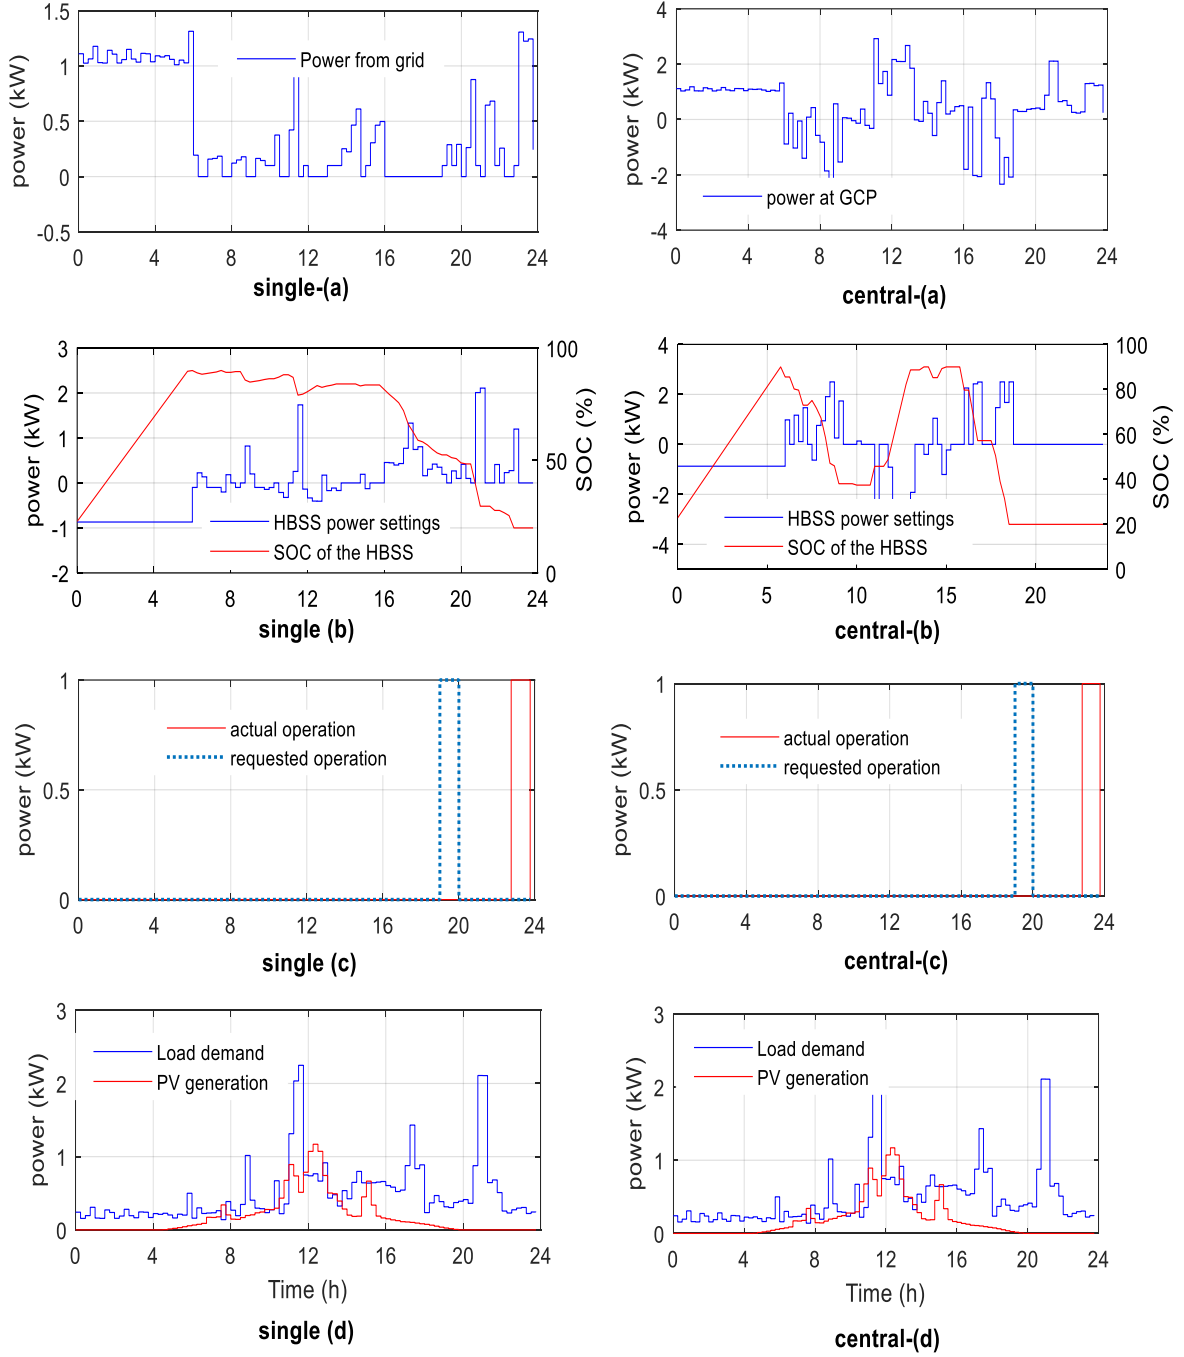 1.5
1
0.5
0
-0.5
power (kW)
Power from grid
0 4 8 12 16 20 24
single-(a)
4
2
0
-2
-4
power (kW)
power at GCP
0 4 8 12 16 20 24
central-(a)
3
2
1
0
-1
-2
power (kW)
100
50
0
SOC (%)
HBSS power settings
SOC of the HBSS
0 4 8 12 16 20 24
single (b)
4
2
0
-2
-4
power (kW)
100
80
60
40
20
0
SOC (%)
HBSS power settings
SOC of the HBSS
0 5 10 15 20
central-(b)
1
0.5
0
power (kW)
actual operation
requested operation
0 4 8 12 16 20 24
single (c)
1
0.5
0
power (kW)
actual operation
requested operation
0 4 8 12 16 20 24
central-(c)
3
2
1
0
power (kW)
Load demand
PV generation
0 4 8 12 16 20 24
Time (h)
single (d)
3
2
1
0
power (kW)
Load demand
PV generation
0 4 8 12 16 20 24
Time (h)
central-(d)